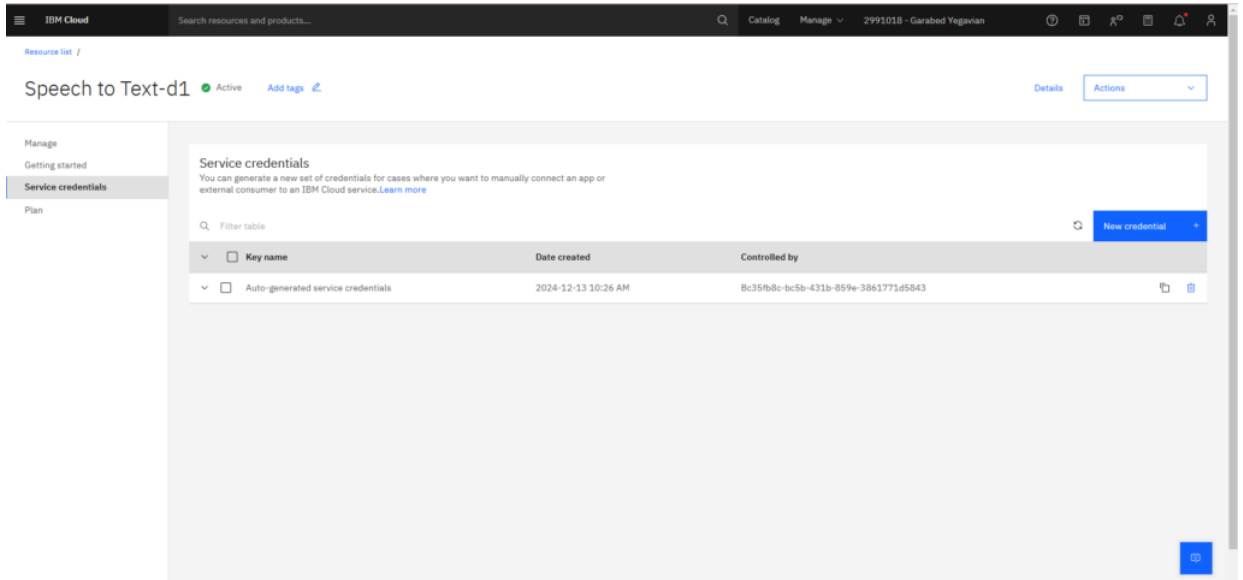 IBM Cloud
Search resources and products...
Catalog
Manage
2991018 - Garabed Yegavian
Resource list /
Speech to Text-d1
Active
Add tags
Details
Actions
Manage
Getting started
Service credentials
Plan
Service credentials
You can generate a new set of credentials for cases where you want to manually connect an app or
external consumer to an IBM Cloud service.Learn more
Filter table
New credential +
Key name
Date created
Controlled by
Auto-generated service credentials
2024-12-13 10:26 AM
Bc35fb8c-bc5b-431b-859e-3861771d5843